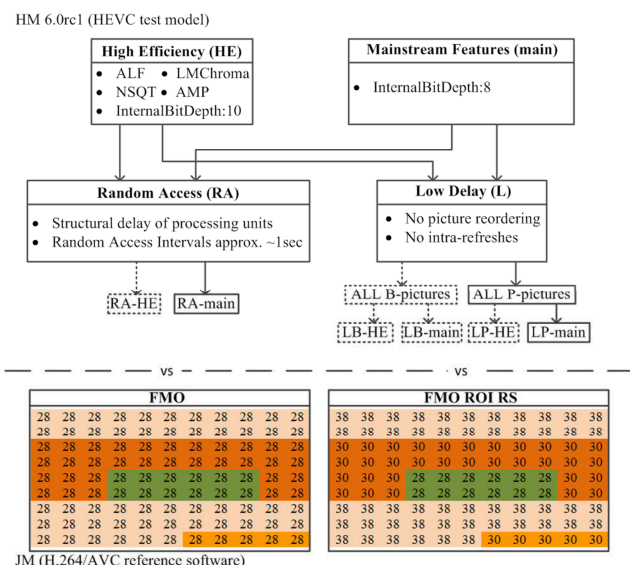 HM 6.0rc1 (HEVC test model)
High Efficiency (HE)
• ALF • LMChroma
• NSQT • AMP
• InternalBitDepth:10
Mainstream Features (main)
• InternalBitDepth:8
Random Access (RA)
• Structural delay of processing units
• Random Access Intervals approx. ~1sec
Low Delay (L)
• No picture reordering
• No intra-refreshes
RA-HE RA-main
ALL B-pictures ALL P-pictures
LB-HE LB-main LP-HE LP-main
vs vs
FMO
28 28 28 28 28 28 28 28 28 28 28
28 28 28 28 28 28 28 28 28 28 28
28 28 28 28 28 28 28 28 28 28 28
28 28 28 28 28 28 28 28 28 28 28
28 28 28 28 28 28 28 28 28 28 28
28 28 28 28 28 28 28 28 28 28 28
28 28 28 28 28 28 28 28 28 28 28
28 28 28 28 28 28 28 28 28 28 28
28 28 28 28 28 28 28 28 28 28 28
FMO ROI RS
38 38 38 38 38 38 38 38 38 38 38
38 38 38 38 38 38 38 38 38 38 38
30 30 30 30 30 30 30 30 30 30 30
30 30 30 30 30 30 30 30 30 30 30
30 30 30 28 28 28 28 28 28 30 30
30 30 30 28 28 28 28 28 28 30 30
38 38 38 38 38 38 38 38 38 38 38
38 38 38 38 38 38 38 38 38 38 38
38 38 38 38 38 38 30 30 30 30 30
JM (H.264/AVC reference software)